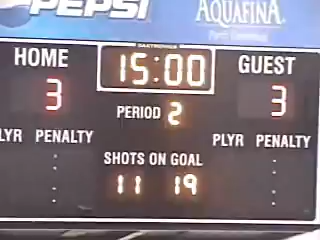 PEPSI
AQUAFINA
DAKTRONICS
HOME 15:00 GUEST
3 3
PERIOD 2
PLYR PENALTY PLYR PENALTY
SHOTS ON GOAL
11 19